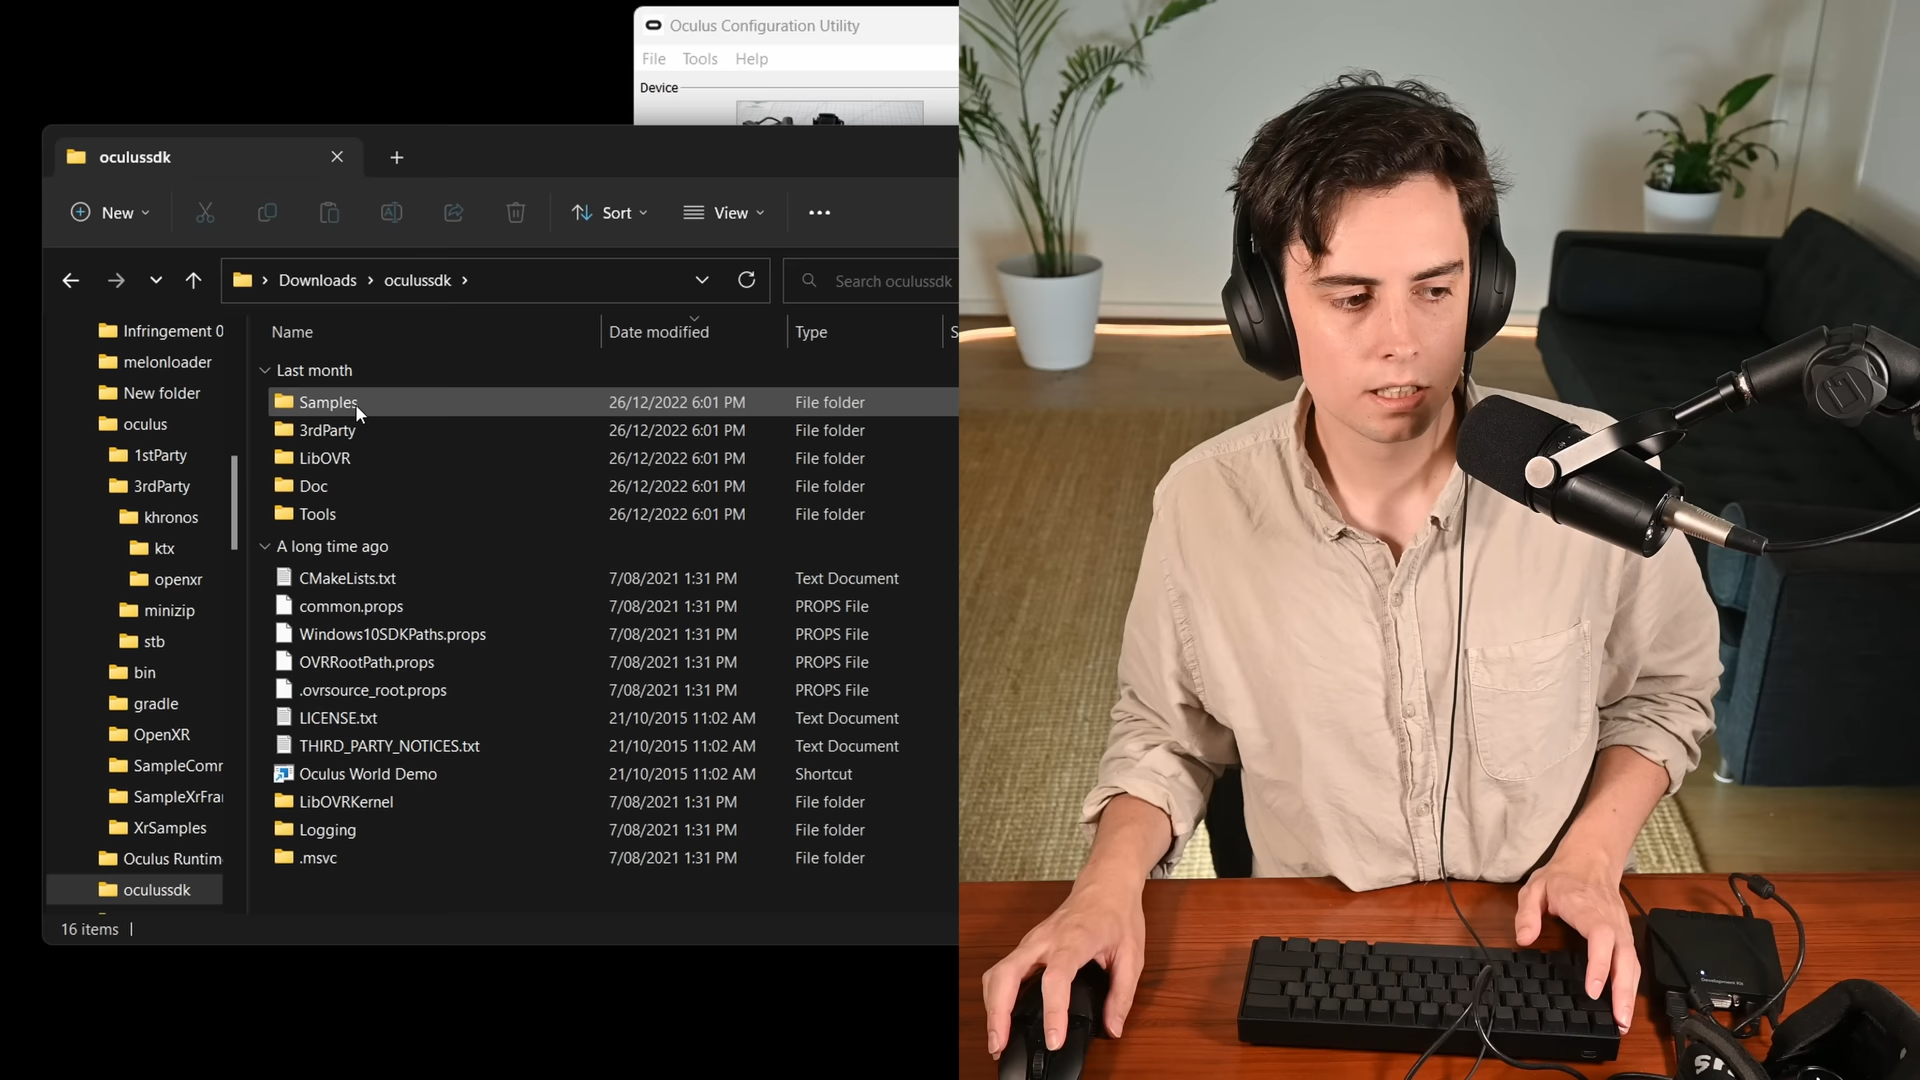 Oculus Configuration Utility
File Tools Help
Device
oculussdk
New Sort View
Downloads oculussdk Search oculussdk
Name Date modified Type S
Last month
Samples 26/12/2022 6:01 PM File folder
3rdParty 26/12/2022 6:01 PM File folder
LibOVR 26/12/2022 6:01 PM File folder
Doc 26/12/2022 6:01 PM File folder
Tools 26/12/2022 6:01 PM File folder
A long time ago
CMakeLists.txt 7/08/2021 1:31 PM Text Document
common.props 7/08/2021 1:31 PM PROPS File
Windows10SDKPaths.props 7/08/2021 1:31 PM PROPS File
OVRRootPath.props 7/08/2021 1:31 PM PROPS File
.ovrsource_root.props 7/08/2021 1:31 PM PROPS File
LICENSE.txt 21/10/2015 11:02 AM Text Document
THIRD_PARTY_NOTICES.txt 21/10/2015 11:02 AM Text Document
Oculus World Demo 21/10/2015 11:02 AM Shortcut
LibOVRKernel 7/08/2021 1:31 PM File folder
Logging 7/08/2021 1:31 PM File folder
.msvc 7/08/2021 1:31 PM File folder
Infringement 0
melonloader
New folder
oculus
1stParty
3rdParty
khronos
ktx
openxr
minizip
stb
bin
gradle
OpenXR
SampleComr
SampleXrFrai
XrSamples
Oculus Runtim
oculussdk
16 items
Development Kit